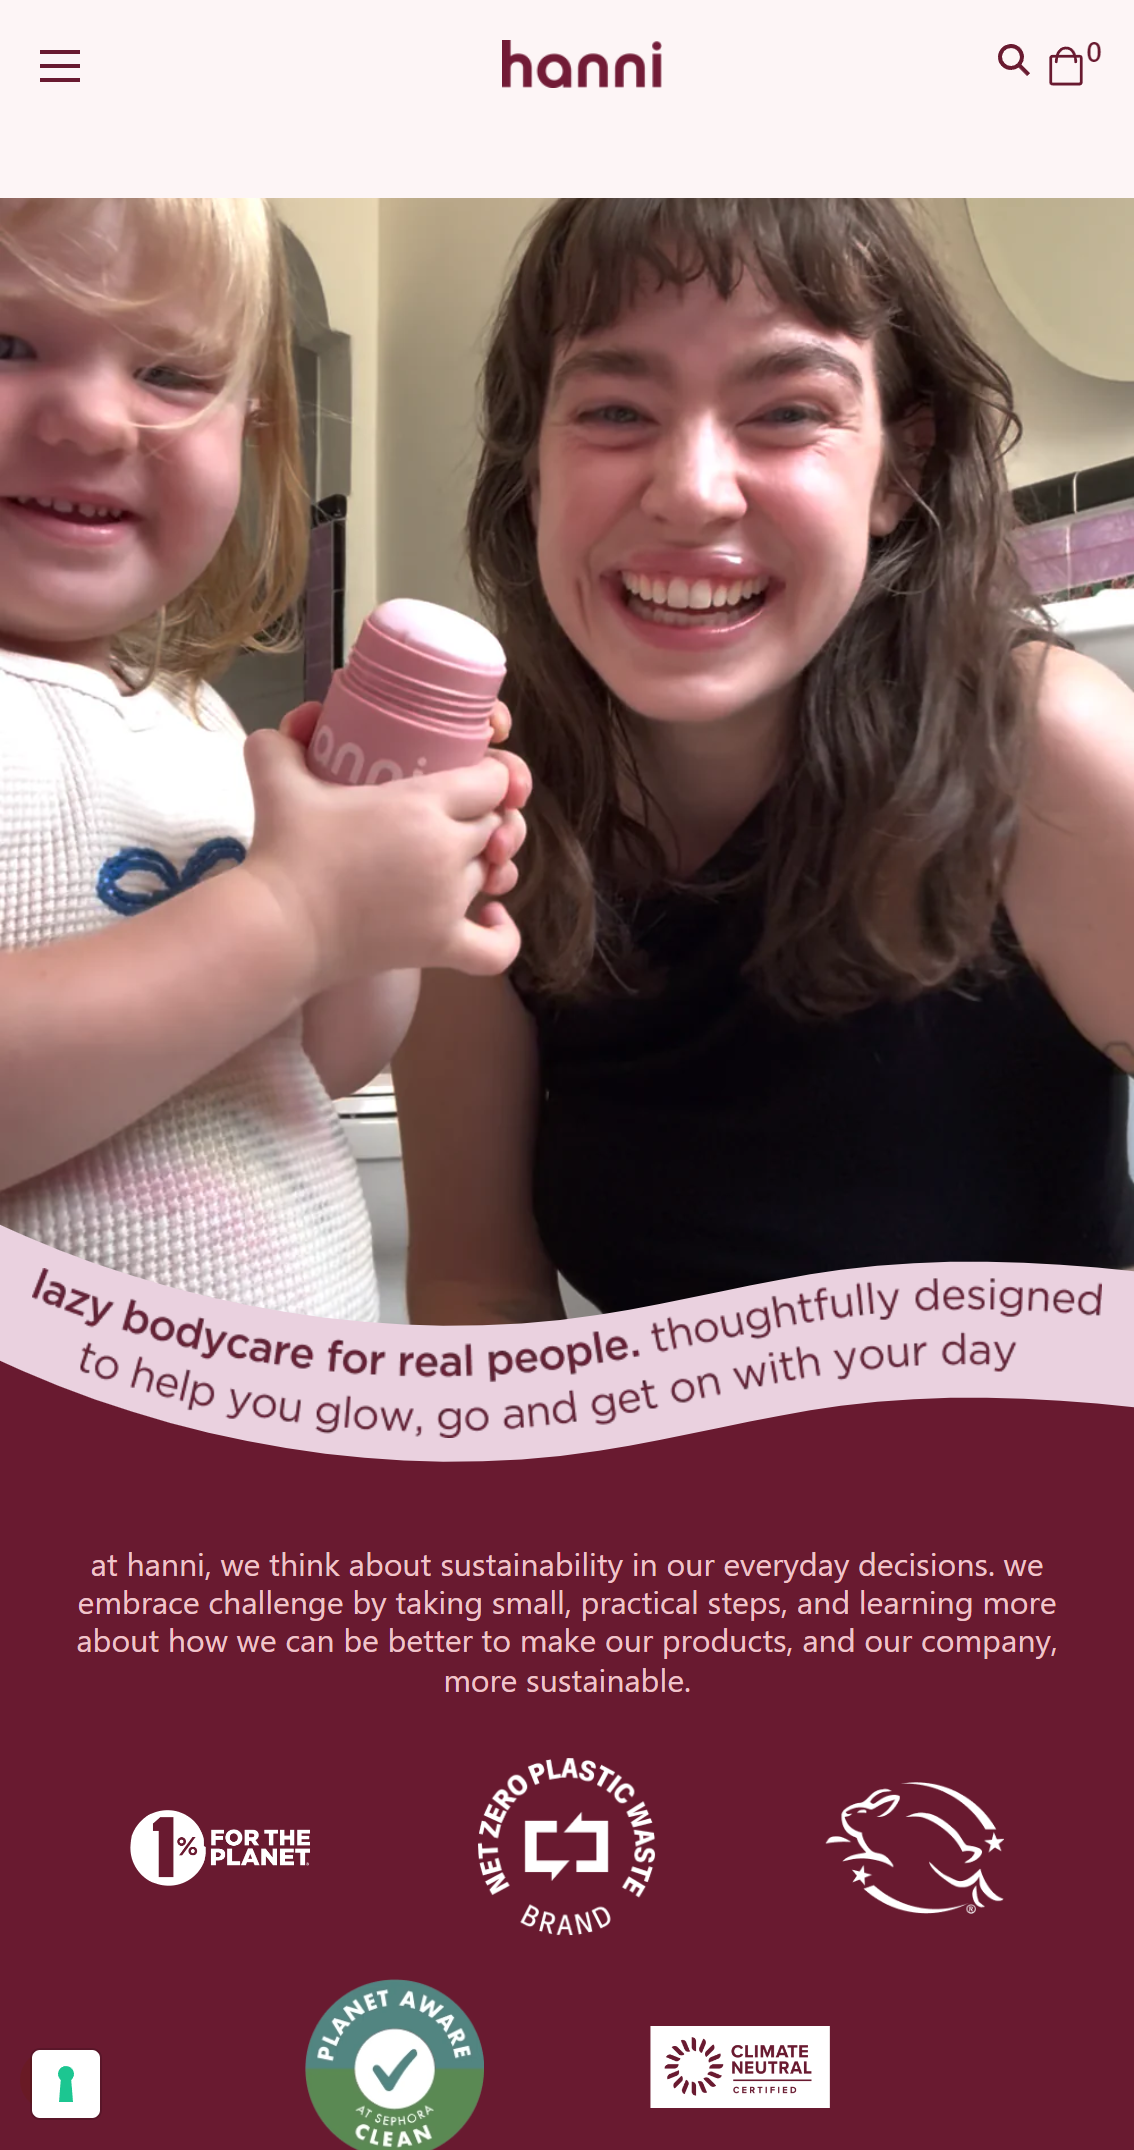 hanni
0
anni
lazy bodycare for real people. thoughtfully designed
to help you glow, go and get on with your day
at hanni, we think about sustainability in our everyday decisions. we
embrace challenge by taking small, practical steps, and learning more
about how we can be better to make our products, and our company,
more sustainable.
1% FOR THE
PLANET
NET ZERO PLASTIC WASTE
BRAND
®
PLANET AWARE
AT SEPHORA
CLEAN
CLIMATE
NEUTRAL
CERTIFIED